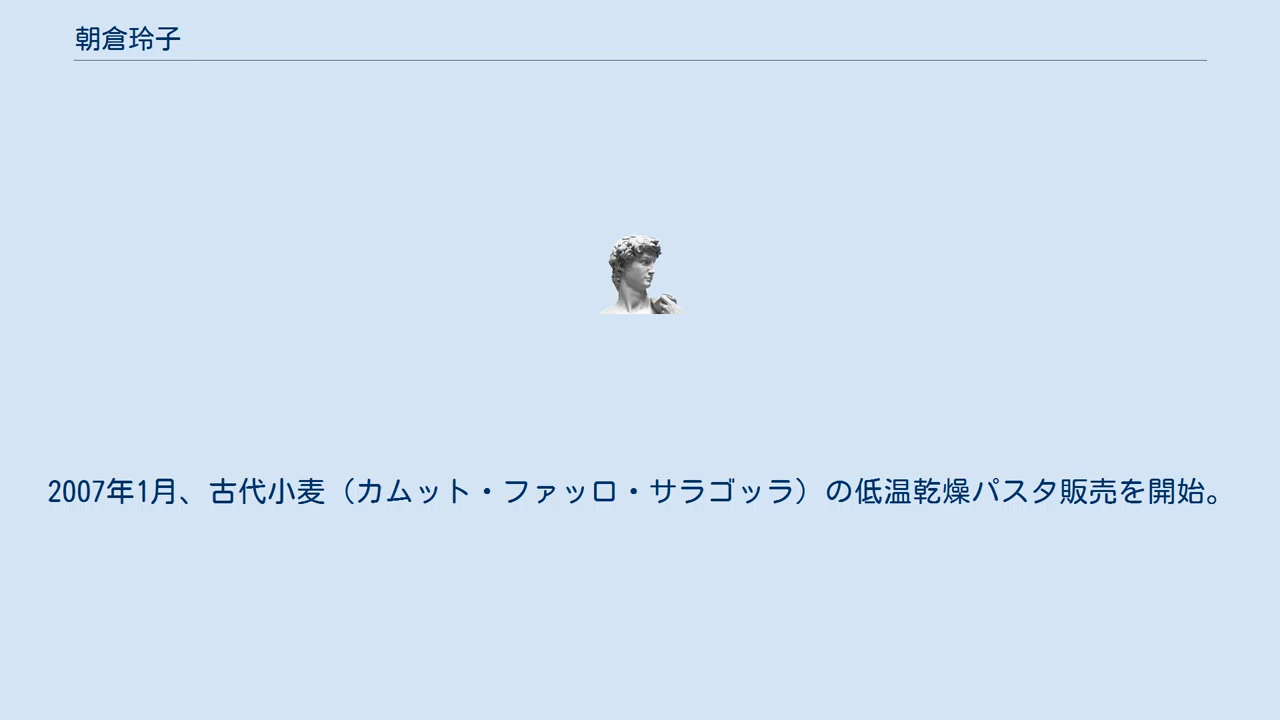 朝倉玲子
2007年1月、古代小麦（カムット・ファッロ・サラゴッラ）の低温乾燥パスタ販売を開始。